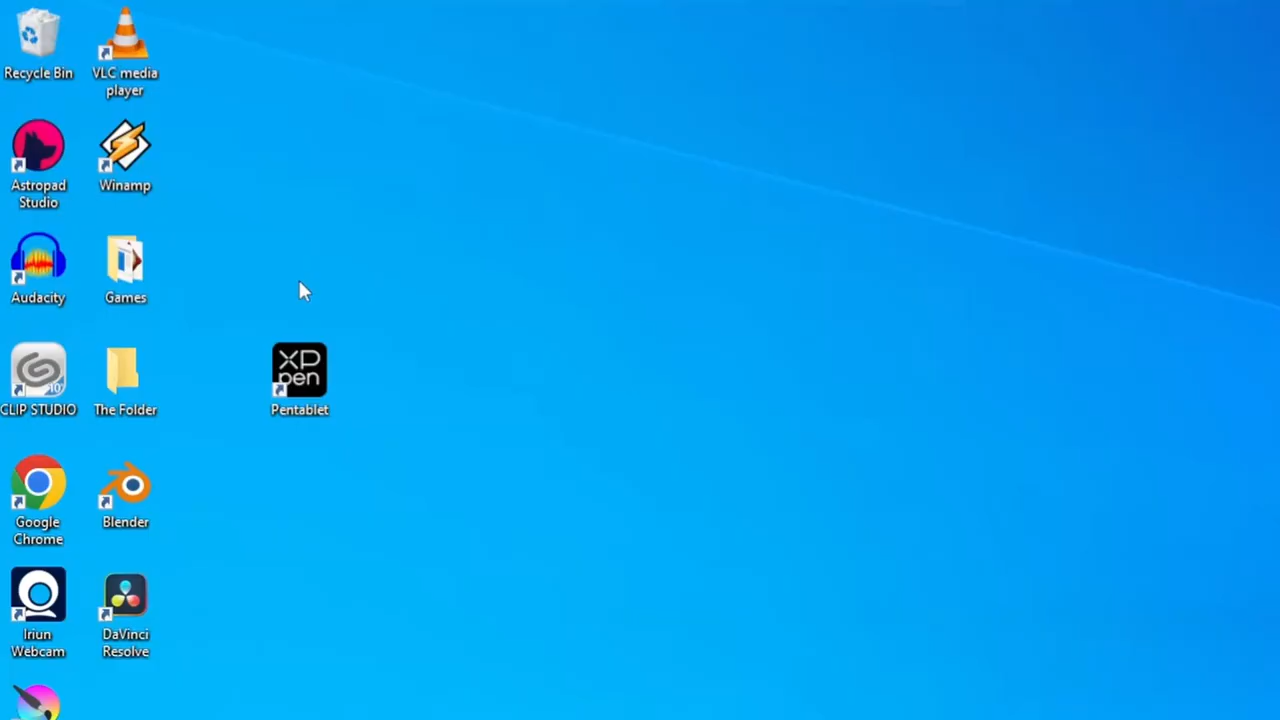 Recycle Bin
VLC media
player
Astropad
Studio
Winamp
Audacity
Games
CLIP STUDIO
The Folder
XP
pen
Pentablet
Google
Chrome
Blender
Iriun
Webcam
DaVinci
Resolve